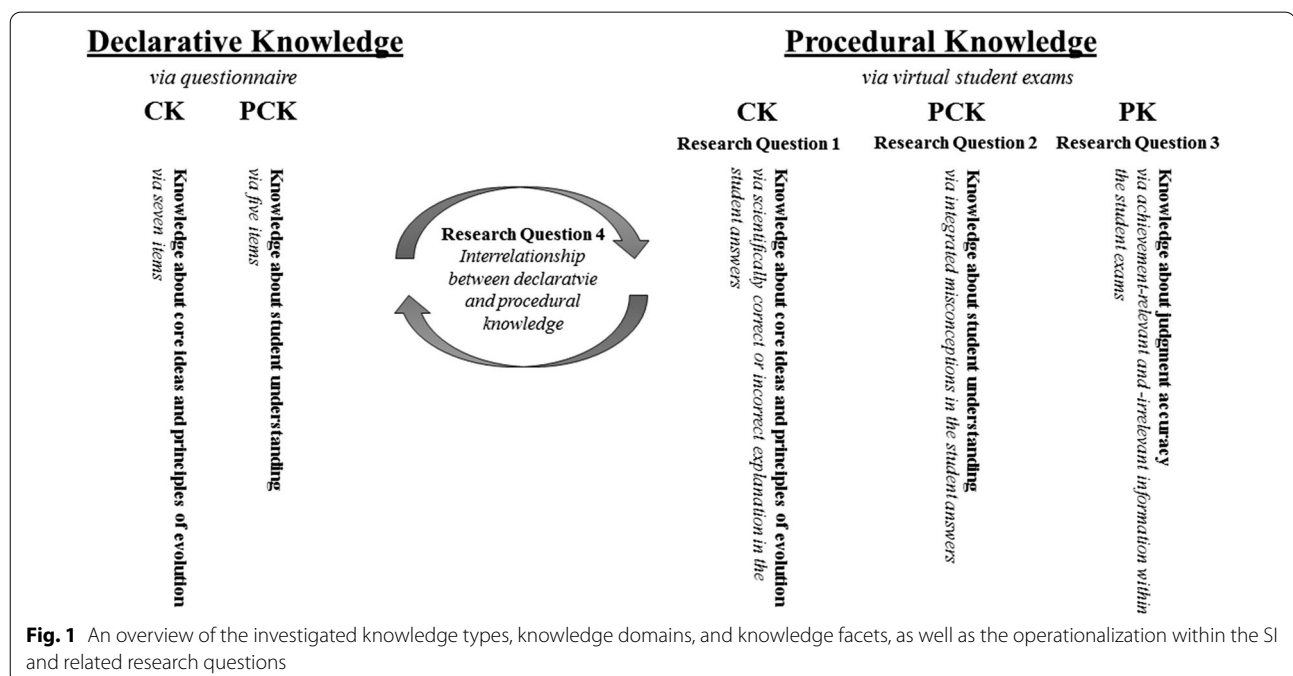 Declarative Knowledge
via questionnaire
CK
PCK
Knowledge about core ideas and principles of evolution
via seven items
Knowledge about student understanding
via five items
Research Question 4
Interrelationship
between declaratvie
and procedural
knowledge
Procedural Knowledge
via virtual student exams
CK
Research Question 1
PCK
Research Question 2
PK
Research Question 3
Knowledge about core ideas and principles of evolution
via scientifically correct or incorrect explanation in the
student answers
Knowledge about student understanding
via integrated misconceptions in the student answers
Knowledge about judgment accuracy
via achievement-relevant and -irrelevant information within
the student exams
Fig. 1 An overview of the investigated knowledge types, knowledge domains, and knowledge facets, as well as the operationalization within the SI
and related research questions